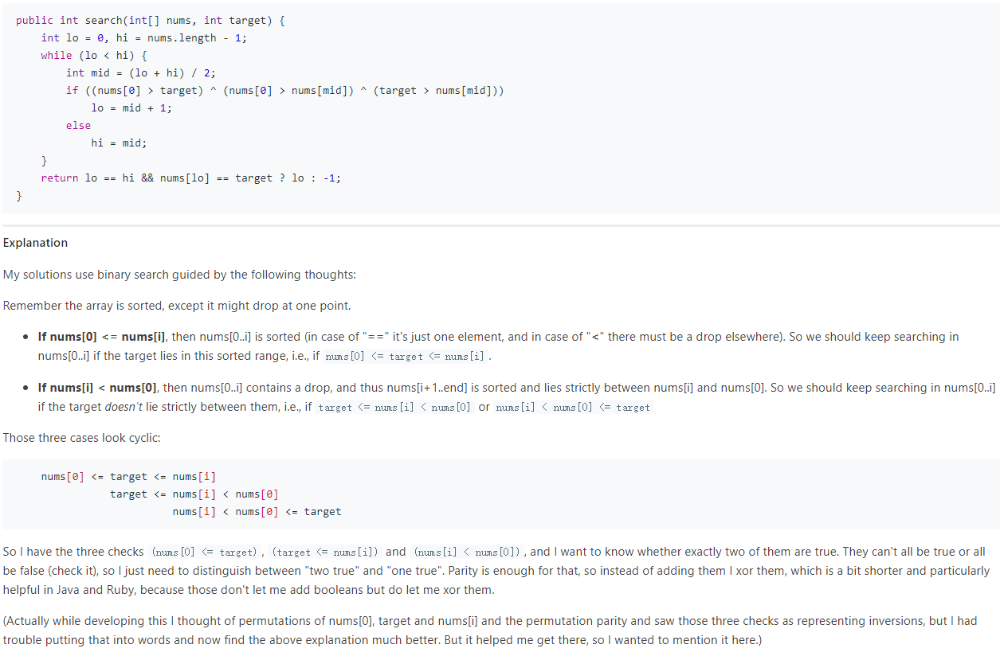 public int search(int[] nums, int target) {
    int lo = 0, hi = nums.length - 1;
    while (lo < hi) {
        int mid = (lo + hi) / 2;
        if ((nums[0] > target) ^ (nums[0] > nums[mid]) ^ (target > nums[mid]))
            lo = mid + 1;
        else
            hi = mid;
    }
    return lo == hi && nums[lo] == target ? lo : -1;
}
Explanation
My solutions use binary search guided by the following thoughts:
Remember the array is sorted, except it might drop at one point.
• If nums[0] <= nums[i], then nums[0..i] is sorted (in case of "==" it's just one element, and in case of "<" there must be a drop elsewhere). So we should keep searching in
nums[0..i] if the target lies in this sorted range, i.e., if nums[0] <= target <= nums[i] .
• If nums[i] < nums[0], then nums[0..i] contains a drop, and thus nums[i+1..end] is sorted and lies strictly between nums[i] and nums[0]. So we should keep searching in nums[0..i]
if the target doesn't lie strictly between them, i.e., if target <= nums[i] < nums[0] or nums[i] < nums[0] <= target
Those three cases look cyclic:
nums[0] <= target <= nums[i]
           target <= nums[i] < nums[0]
                     nums[i] < nums[0] <= target
So I have the three checks (nums[0] <= target) , (target <= nums[i]) and (nums[i] < nums[0]) , and I want to know whether exactly two of them are true. They can't all be true or all
be false (check it), so I just need to distinguish between "two true" and "one true". Parity is enough for that, so instead of adding them I xor them, which is a bit shorter and particularly
helpful in Java and Ruby, because those don't let me add booleans but do let me xor them.
(Actually while developing this I thought of permutations of nums[0], target and nums[i] and the permutation parity and saw those three checks as representing inversions, but I had
trouble putting that into words and now find the above explanation much better. But it helped me get there, so I wanted to mention it here.)